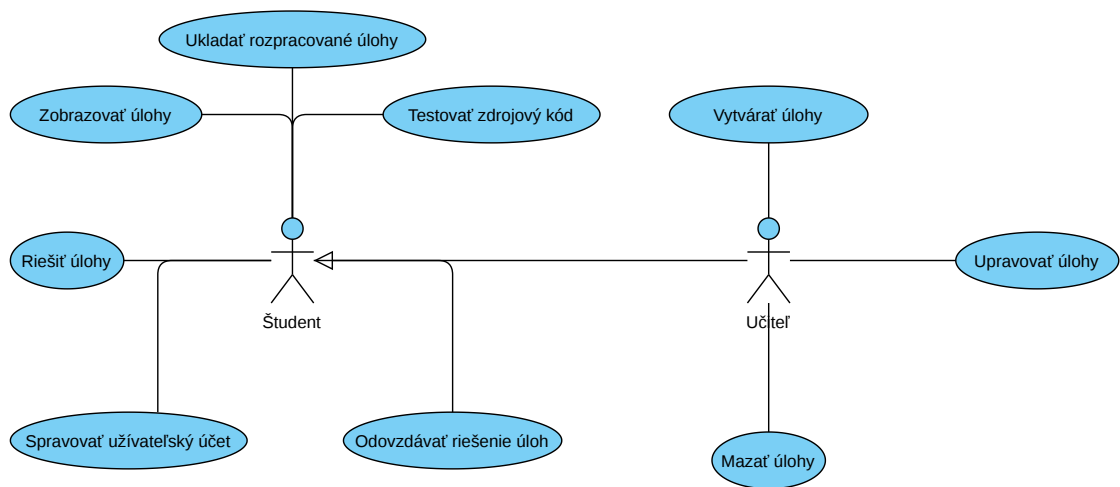 Ukladať rozpracované úlohy
Zobrazovať úlohy
Testovať zdrojový kód
Vytvárať úlohy
Riešiť úlohy
Upravovať úlohy
Študent
Učiteľ
Spravovať užívateľský účet
Odovzdávať riešenie úloh
Mazať úlohy